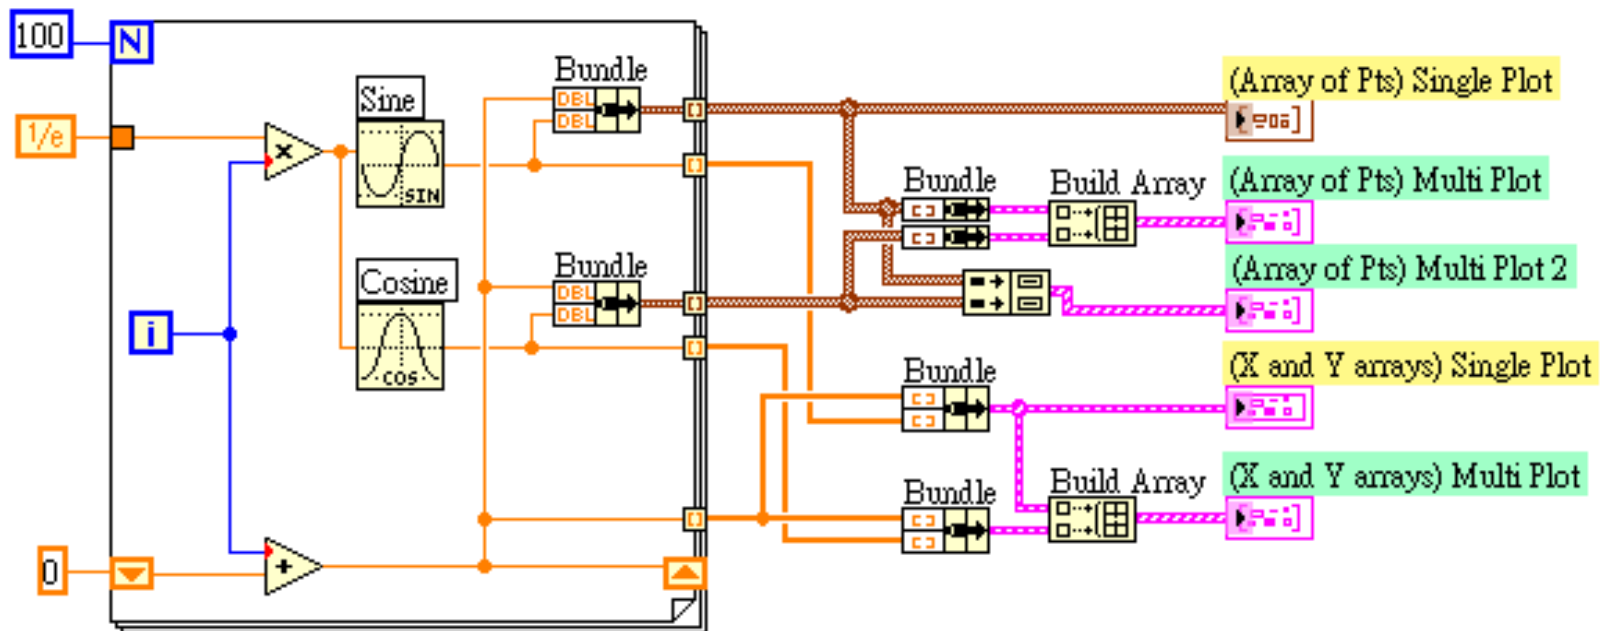 100
N
1/e
i
0
×
Sine
SIN
Cosine
COS
+
Bundle
DBL
DBL
Bundle
DBL
DBL
Bundle
Build Array
Bundle
Bundle
Build Array
(Array of Pts) Single Plot
(Array of Pts) Multi Plot
(Array of Pts) Multi Plot 2
(X and Y arrays) Single Plot
(X and Y arrays) Multi Plot